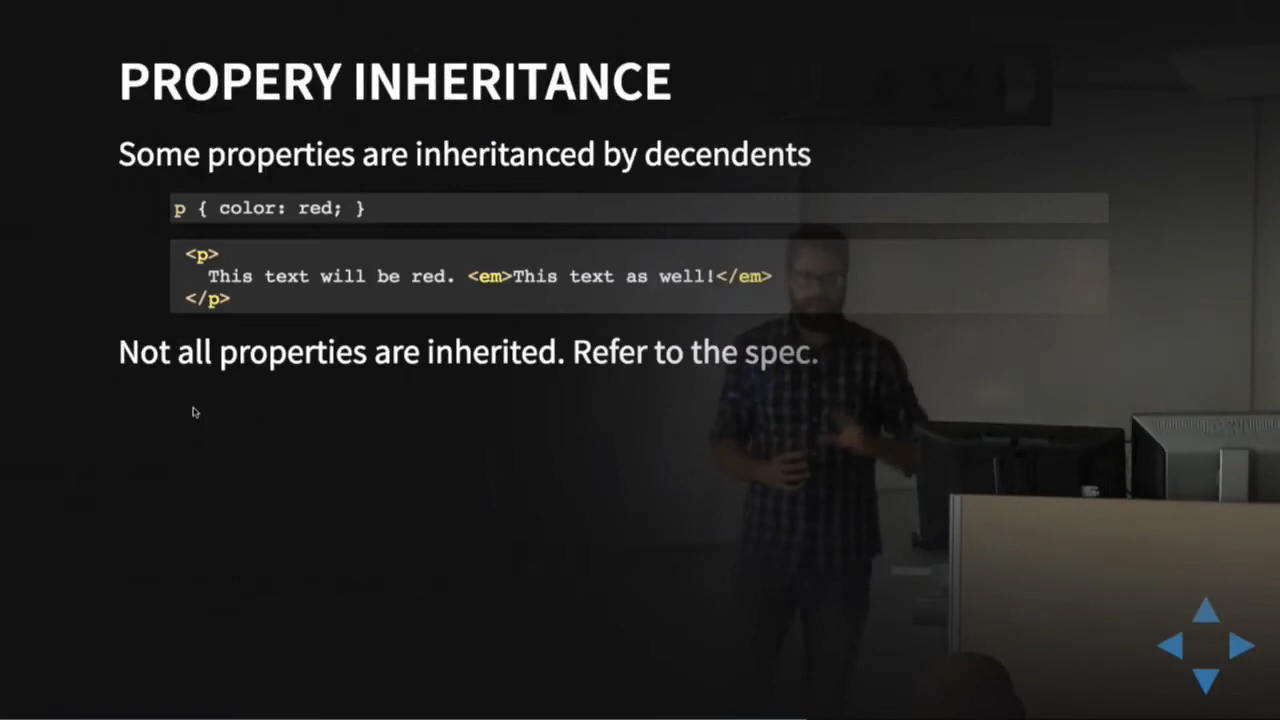 PROPERY INHERITANCE
Some properties are inheritanced by decendents
p { color: red; }
<p>
This text will be red. <em>This text as well!</em>
</p>
Not all properties are inherited. Refer to the spec.